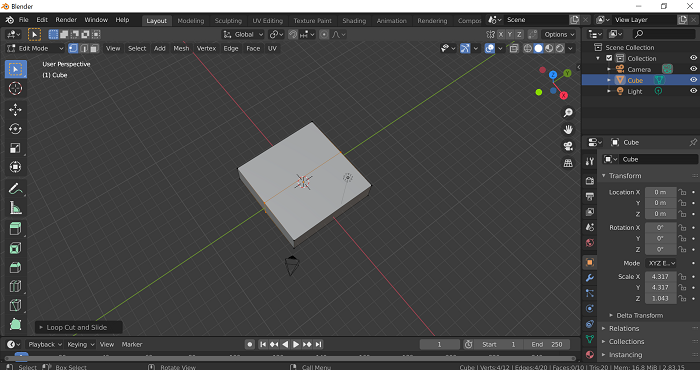 Blender
File Edit Render Window Help Layout Modeling Sculpting UV Editing Texture Paint Shading Animation Rendering Compos Scene View Layer
Global X Y Z Options
Edit Mode View Select Add Mesh Vertex Edge Face UV
User Perspective
(1) Cube
Scene Collection
Collection
Camera
Cube
Light
Cube
Cube
Transform
Location X 0 m
Y 0 m
Z 0 m
Rotation X 0°
Y 0°
Z 0°
Mode XYZ E...
Scale X 4.317
Y 4.317
Z 1.043
Delta Transform
Relations
Collections
Instancing
Loop Cut and Slide
Playback Keying View Marker 1 Start 1 End 250
Select Box Select Rotate View Call Menu Cube | Verts:4/12 | Edges:4/20 | Faces:0/10 | Tris:20 | Mem: 16.8 MiB | 2.83.15